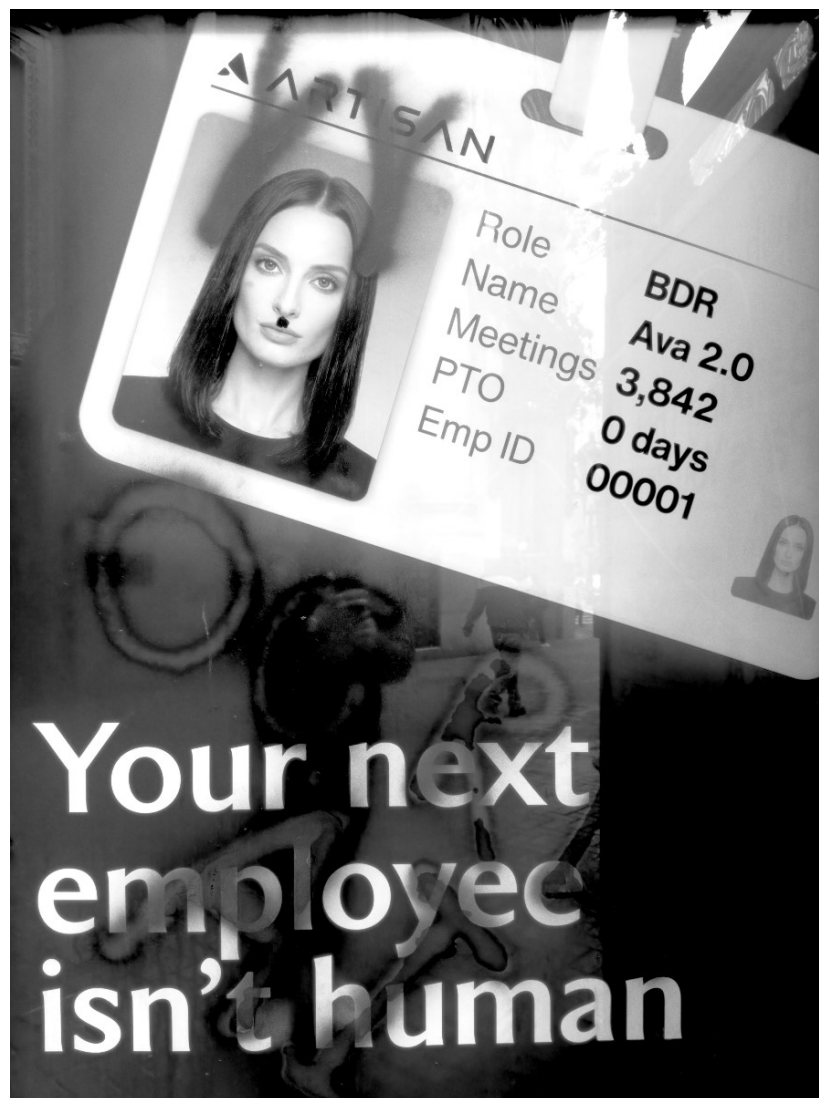 ARTISAN
Role BDR
Name Ava 2.0
Meetings 3,842
PTO 0 days
Emp ID 00001
Your next
employee
isn't human